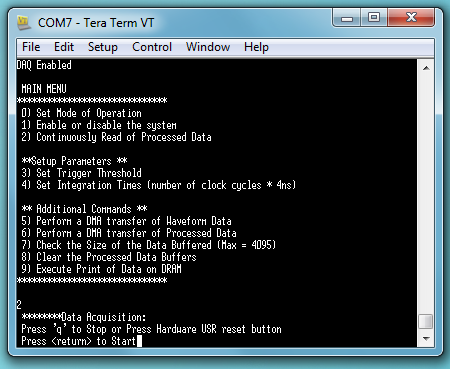 COM7 - Tera Term VT
File Edit Setup Control Window Help
DAQ Enabled
MAIN MENU
******************************
0) Set Mode of Operation
1) Enable or disable the system
2) Continuously Read of Processed Data
**Setup Parameters **
3) Set Trigger Threshold
4) Set Integration Times (number of clock cycles * 4ns)
** Additional Commands **
5) Perform a DMA transfer of Waveform Data
6) Perform a DMA transfer of Processed Data
7) Check the Size of the Data Buffered (Max = 4095)
8) Clear the Processed Data Buffers
9) Execute Print of Data on DRAM
******************************
2
********Data Acquisition:
Press 'q' to Stop or Press Hardware USR reset button
Press <return> to Start